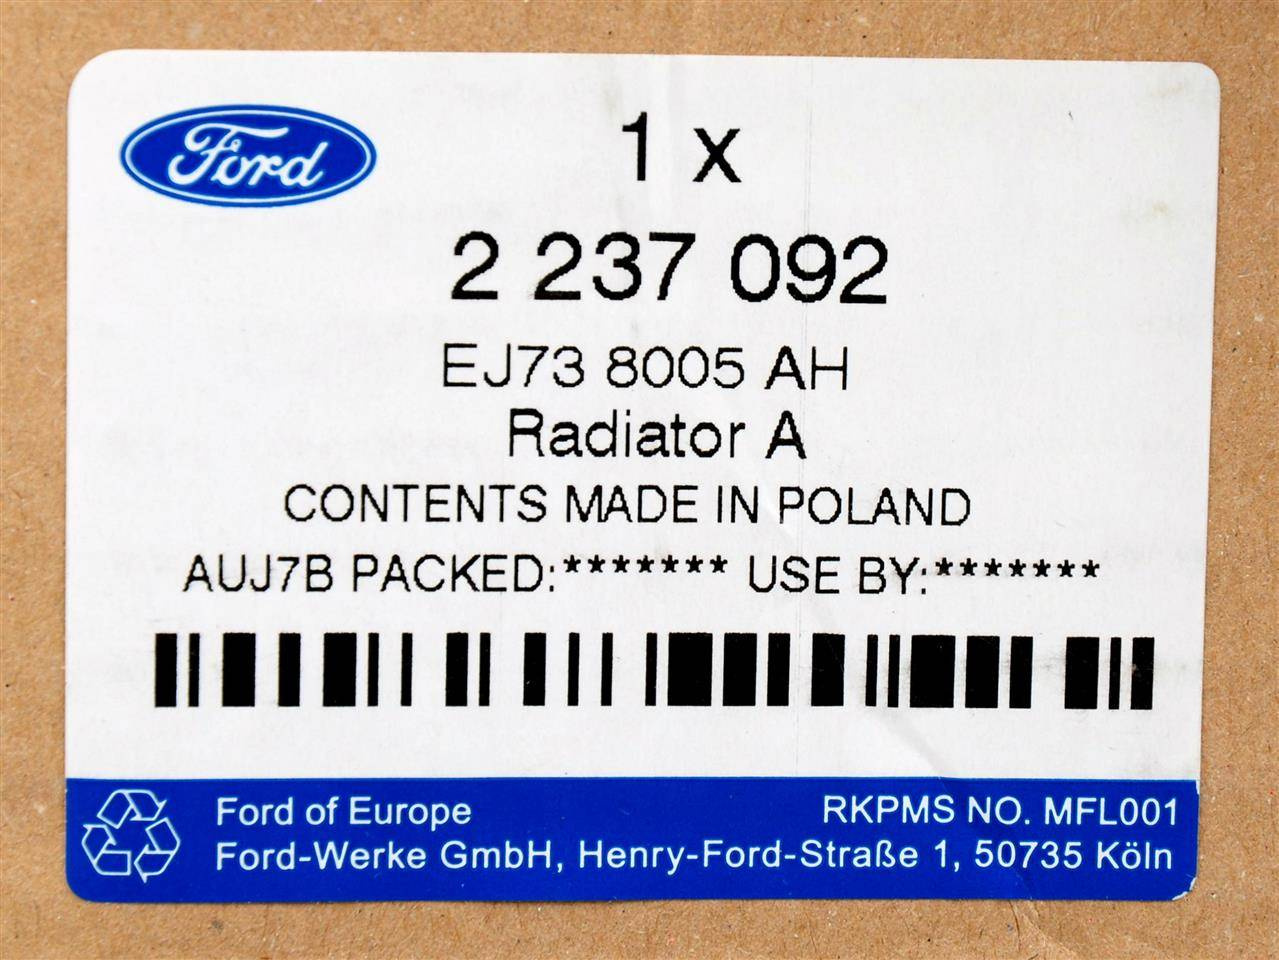 Ford
1 x
2 237 092
EJ73 8005 AH
Radiator A
CONTENTS MADE IN POLAND
AUJ7B PACKED:******* USE BY:*******
Ford of Europe
RKPMS NO. MFL001
Ford-Werke GmbH, Henry-Ford-Straße 1, 50735 Köln